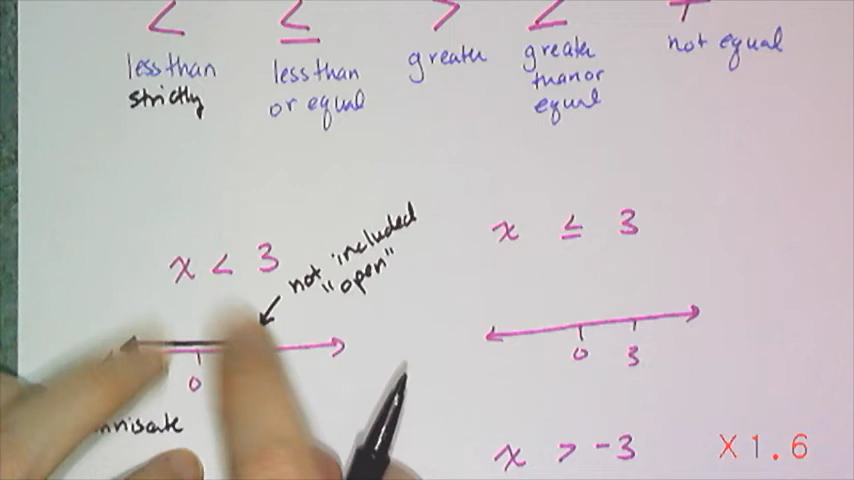 < ≤ > ≤ ≠
less than
strictly
less than
or equal
greater
greater
than or
equal
not equal
x < 3
not included
"open"
0
x ≤ 3
0 3
x > -3
X1.6